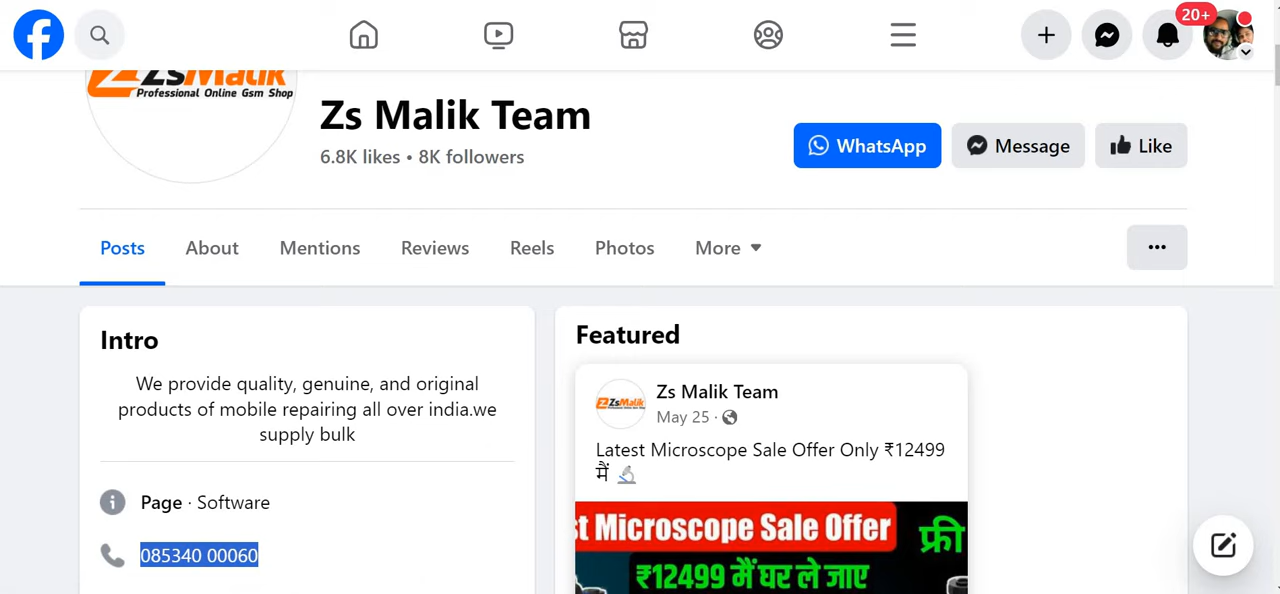 20+
ZsMalik
Professional Online Gsm Shop
Zs Malik Team
6.8K likes • 8K followers
WhatsApp
Message
Like
Posts
About
Mentions
Reviews
Reels
Photos
More
Intro
We provide quality, genuine, and original
products of mobile repairing all over india.we
supply bulk
Page · Software
085340 00060
Featured
ZsMalik
Zs Malik Team
May 25 ·
Latest Microscope Sale Offer Only ₹12499
में
st Microscope Sale Offer
फ्री
₹12499 में घर ले जाए